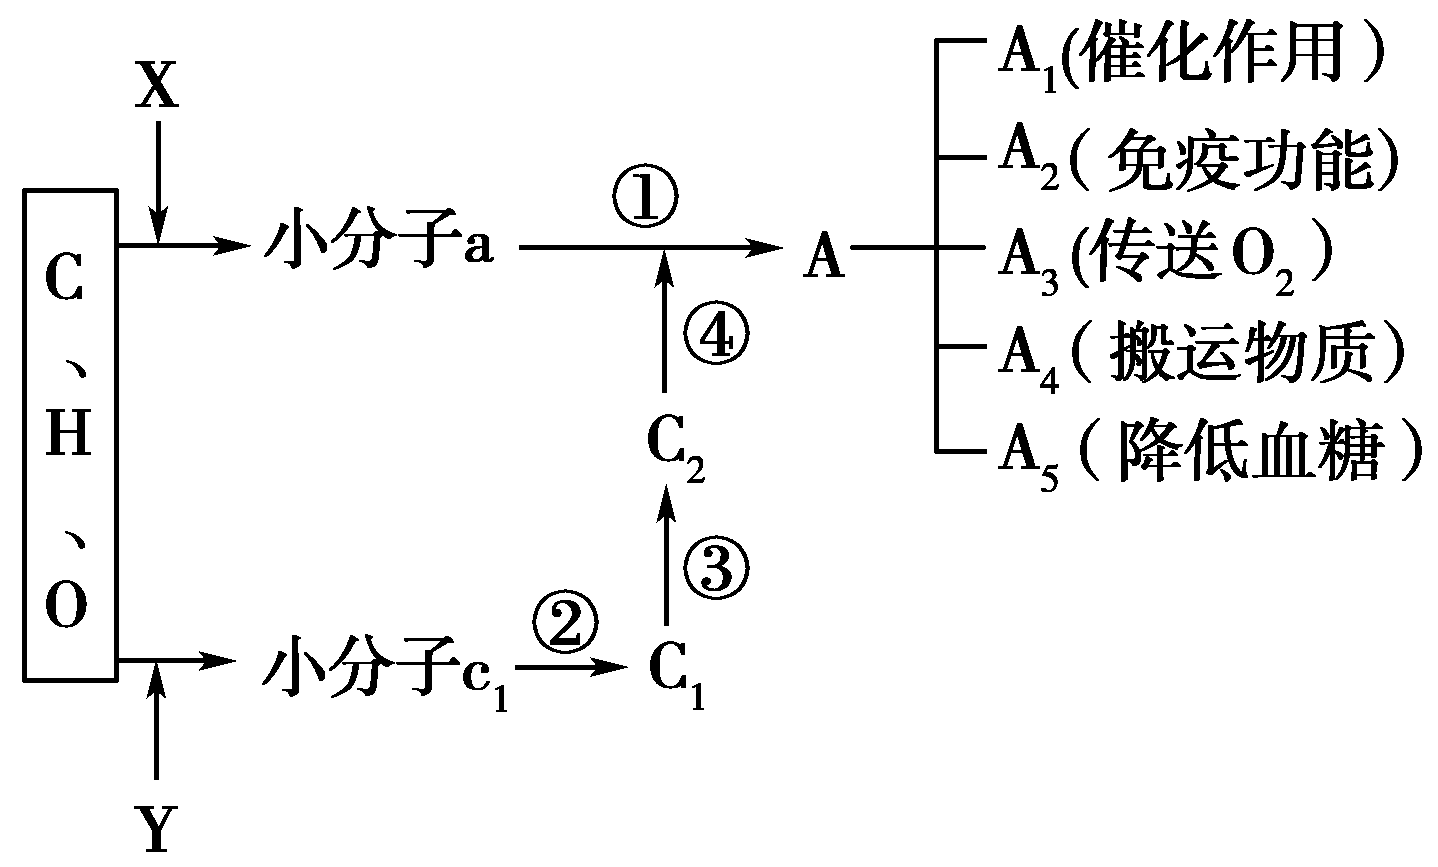 X
C、H、O
小分子a
①
A
A₁(催化作用)
A₂(免疫功能)
A₃(传送O₂)
A₄(搬运物质)
A₅(降低血糖)
④
C₂
③
小分子c₁
②
C₁
Y